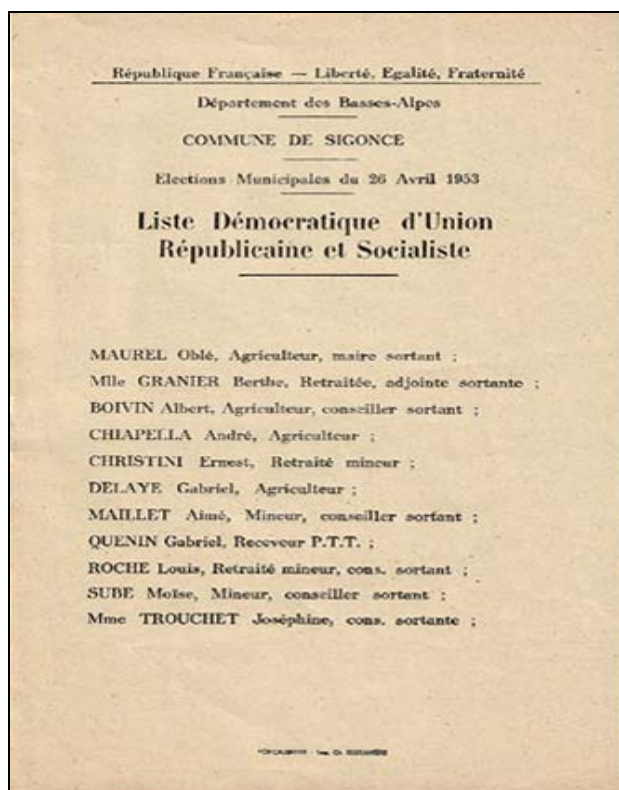 République Française — Liberté, Egalité, Fraternité
Département des Basses-Alpes
COMMUNE DE SIGONCE
Elections Municipales du 26 Avril 1953
Liste Démocratique d'Union
Républicaine et Socialiste
MAUREL Oblé, Agriculteur, maire sortant ;
Mlle GRANIER Berthe, Retraitée, adjointe sortante ;
BOIVIN Albert, Agriculteur, conseiller sortant ;
CHIAPELLA André, Agriculteur ;
CHRISTINI Ernest, Retraité mineur ;
DELAYE Gabriel, Agriculteur ;
MAILLET Aimé, Mineur, conseiller sortant ;
QUENIN Gabriel, Receveur P.T.T. ;
ROCHE Louis, Retraité mineur, cons. sortant ;
SUBE Moïse, Mineur, conseiller sortant ;
Mme TROUCHET Joséphine, cons. sortante ;